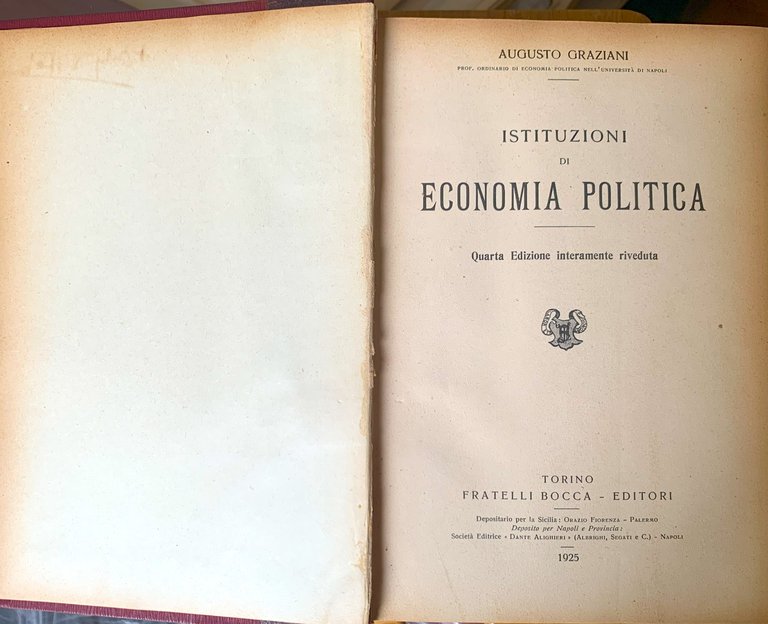 AUGUSTO GRAZIANI
PROF. ORDINARIO DI ECONOMIA POLITICA NELL'UNIVERSITÀ DI NAPOLI
ISTITUZIONI
DI
ECONOMIA POLITICA
Quarta Edizione interamente riveduta
TORINO
FRATELLI BOCCA - EDITORI
Depositario per la Sicilia: ORAZIO FIORENZA - PALERMO
Deposito per Napoli e Provincia:
Società Editrice « DANTE ALIGHIERI » (ALBRIGHI, SEGATI e C.) - NAPOLI
1925